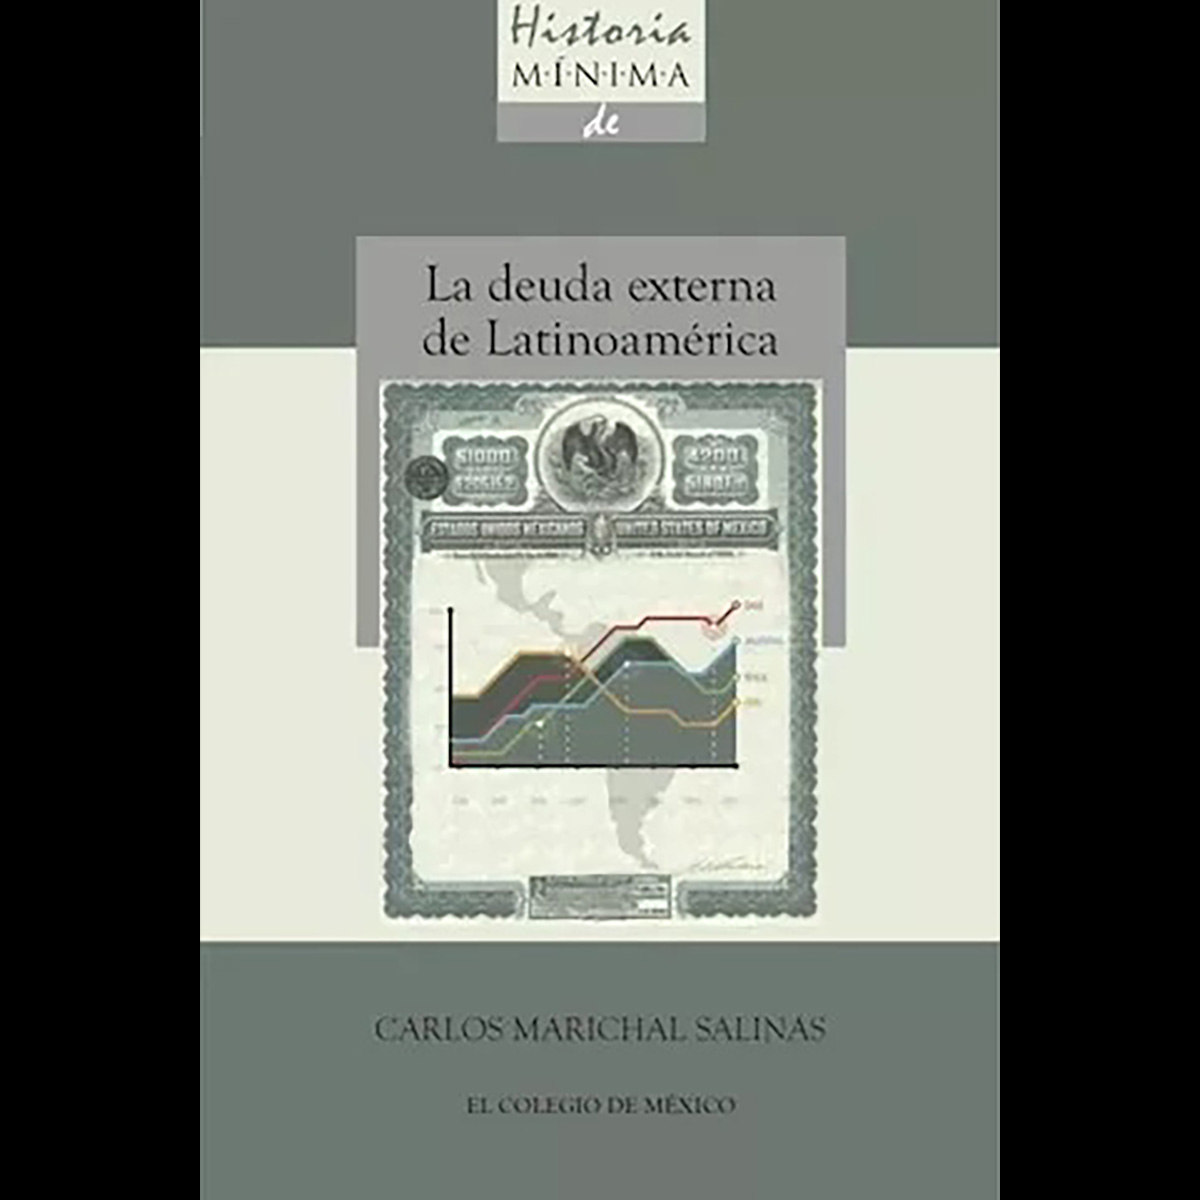 Historia
M·Í·N·I·M·A
de
La deuda externa
de Latinoamérica
$1000
ESTADOS UNIDOS MEXICANOS
UNITED STATES OF MEXICO
CARLOS MARICHAL SALINAS
EL COLEGIO DE MÉXICO